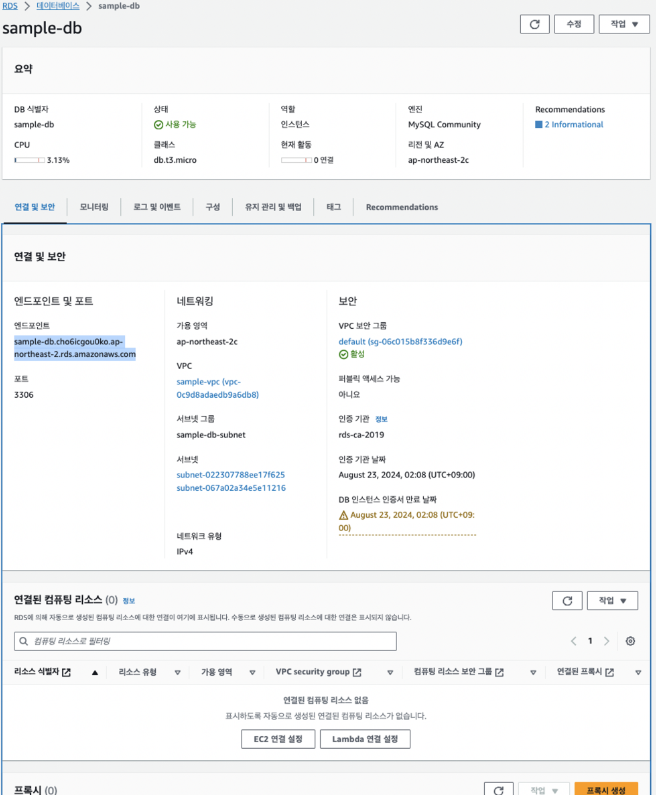 RDS > 데이터베이스 > sample-db
sample-db
수정
작업 ▼
요약
DB 식별자
sample-db
상태
사용 가능
역할
인스턴스
엔진
MySQL Community
Recommendations
2 Informational
CPU
3.13%
클래스
db.t3.micro
현재 활동
0 연결
리전 및 AZ
ap-northeast-2c
연결 및 보안
모니터링
로그 및 이벤트
구성
유지 관리 및 백업
태그
Recommendations
연결 및 보안
엔드포인트 및 포트
엔드포인트
sample-db.cho6icgou0ko.ap-
northeast-2.rds.amazonaws.com
포트
3306
네트워킹
가용 영역
ap-northeast-2c
VPC
sample-vpc (vpc-
0c9d8adaedb9a6db8)
서브넷 그룹
sample-db-subnet
서브넷
subnet-022307788ee17f625
subnet-067a02a34e5e11216
네트워크 유형
IPv4
보안
VPC 보안 그룹
default (sg-06c015b8f336d9e6f)
활성
퍼블릭 액세스 가능
아니요
인증 기관 정보
rds-ca-2019
인증 기관 날짜
August 23, 2024, 02:08 (UTC+09:00)
DB 인스턴스 인증서 만료 날짜
August 23, 2024, 02:08 (UTC+09:
00)
연결된 컴퓨팅 리소스 (0) 정보
작업 ▼
RDS에 의해 자동으로 생성된 컴퓨팅 리소스에 대한 연결이 여기에 표시됩니다. 수동으로 생성된 컴퓨팅 리소스에 대한 연결은 표시되지 않습니다.
컴퓨팅 리소스로 필터링
< 1 >
리소스 식별자
리소스 유형
가용 영역
VPC security group
컴퓨팅 리소스 보안 그룹
연결된 프록시
연결된 컴퓨팅 리소스 없음
표시하도록 자동으로 생성된 연결된 컴퓨팅 리소스가 없습니다.
EC2 연결 설정
Lambda 연결 설정
프록시 (0)
작업 ▼
프록시 생성